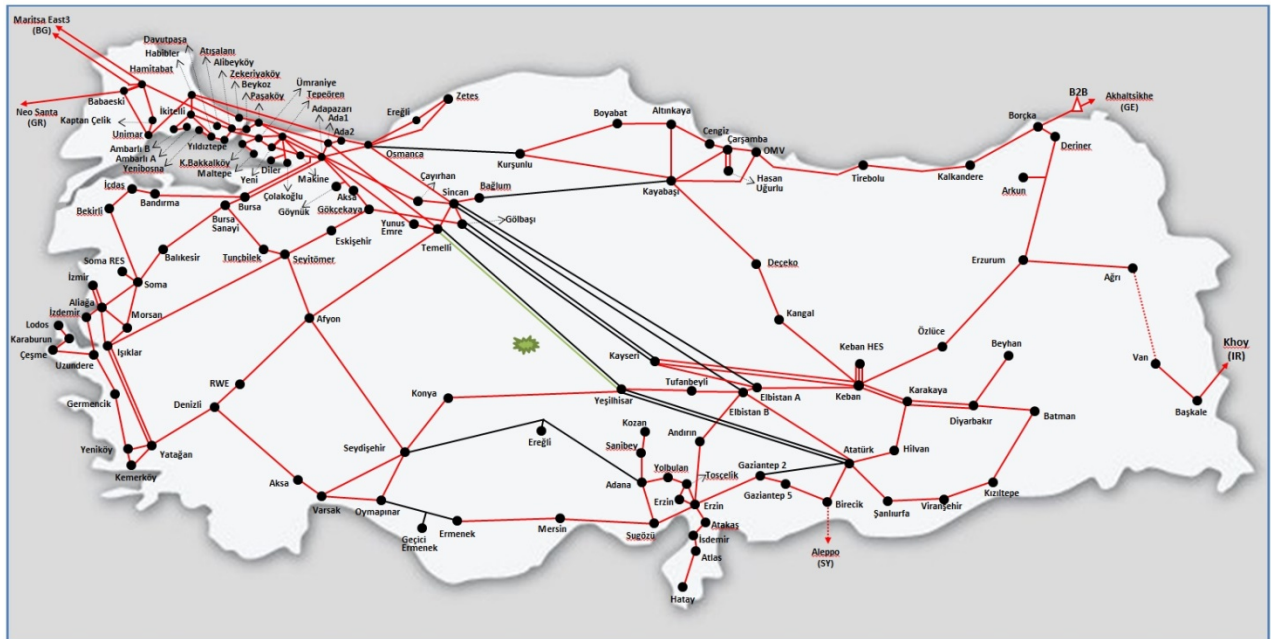 Maritsa East3
(BG)
Davutpaşa
Habibler
Hamitabat
Atışalanı
Alibeyköy
Zekeriyaköy
Beykoz
Paşaköy
Ümraniye
Tepeören
Adapazarı
Ada1
Ada2
Zetes
Ereğli
Babaeski
Neo Santa
(GR)
Kaptan Çelik
İkitelli
Unimar
Ambarlı B
Ambarlı A
Yenibosna
Yıldıztepe
K.Bakkalköy
Maltepe
Yeni
Diler
Çolakoğlu
Makine
Göynük
Aksa
Gökçekaya
Osmanca
Çayırhan
Sincan
Bağlum
Gölbaşı
Kurşunlu
Boyabat
Altınkaya
Cengiz
Çarşamba
OMV
Hasan
Uğurlu
Kayabaşı
Tirebolu
Kalkandere
Borçka
B2B
Akhaltsikhe
(GE)
Deriner
Arkun
İçdaş
Bandırma
Bekirli
Bursa
Bursa
Sanayi
Balıkesir
Tunçbilek
Seyitömer
Eskişehir
Yunus
Emre
Temelli
Soma RES
Soma
İzmir
Aliağa
İzdemir
Morsan
Lodos
Karaburun
Çeşme
Uzundere
Işıklar
Afyon
Deçeko
Kangal
Erzurum
Ağrı
Özlüce
Van
Khoy
(IR)
Başkale
Germencik
RWE
Denizli
Yeniköy
Yatağan
Kemerköy
Konya
Kayseri
Yeşilhisar
Tufanbeyli
Elbistan A
Elbistan B
Keban HES
Keban
Karakaya
Beyhan
Diyarbakır
Batman
Seydişehir
Ereğli
Kozan
Sanibey
Andırın
Adana
Yolbulan
Tosçelik
Erzin
Erzin
Gaziantep 2
Gaziantep 5
Atatürk
Hilvan
Birecik
Şanlıurfa
Viranşehir
Kızıltepe
Aksa
Varsak
Oymapınar
Geçici
Ermenek
Ermenek
Mersin
Sugözü
Atakaş
İsdemir
Atlaş
Hatay
Aleppo
(SY)